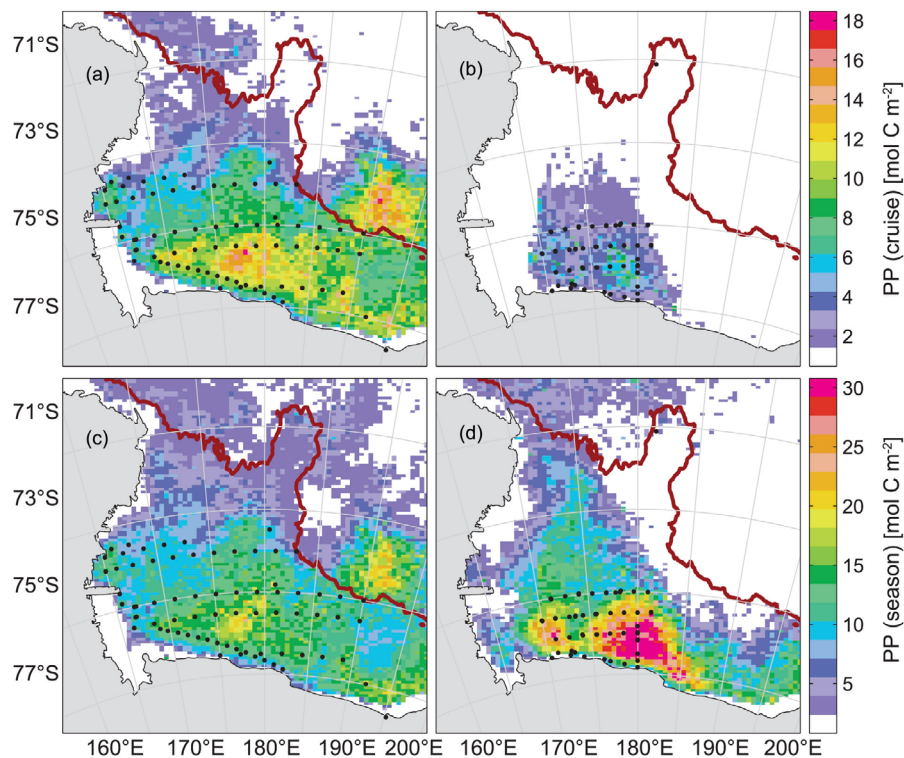 (a)
(b)
71°S
73°S
75°S
77°S
18
16
14
12
10
8
6
4
2
PP (cruise) [mol C m⁻²]
(c)
(d)
71°S
73°S
75°S
77°S
30
25
20
15
10
5
PP (season) [mol C m⁻²]
160°E 170°E 180°E 190°E 200°E
160°E 170°E 180°E 190°E 200°E